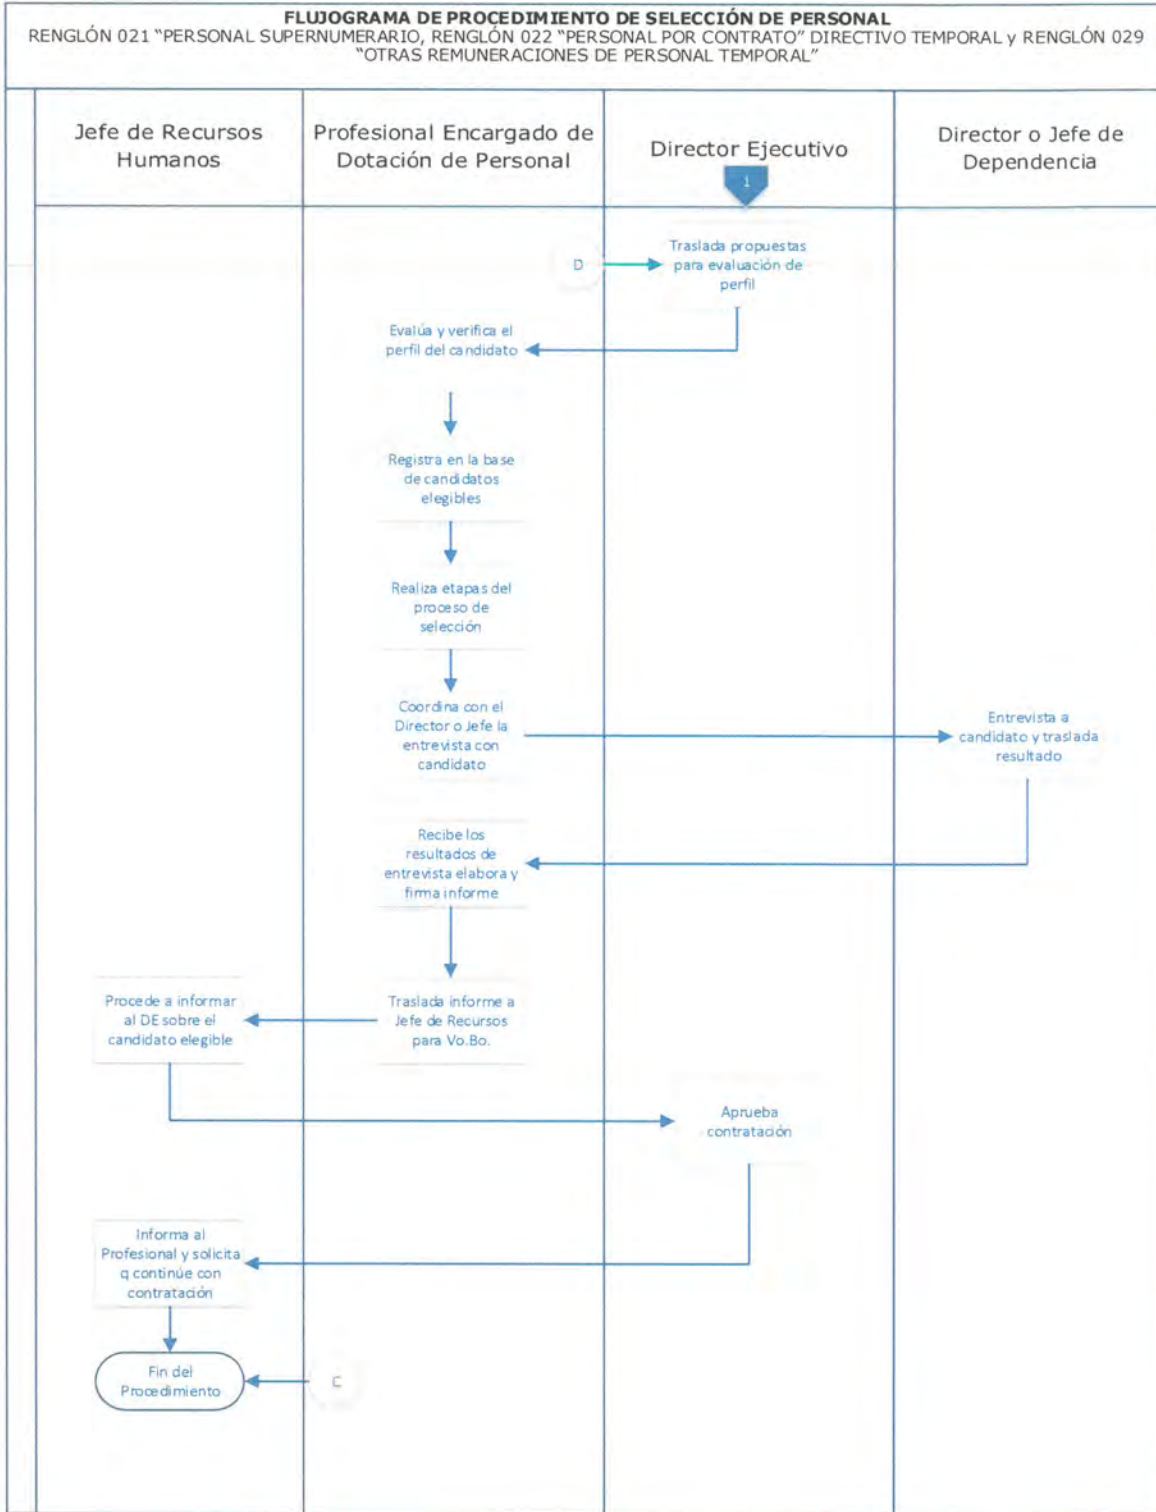 FLUJOGRAMA DE PROCEDIMIENTO DE SELECCIÓN DE PERSONAL
RENGLÓN 021 “PERSONAL SUPERNUMERARIO, RENGLÓN 022 “PERSONAL POR CONTRATO” DIRECTIVO TEMPORAL y RENGLÓN 029
“OTRAS REMUNERACIONES DE PERSONAL TEMPORAL”
Jefe de Recursos
Humanos
Profesional Encargado de
Dotación de Personal
Director Ejecutivo
Director o Jefe de
Dependencia
1
D
Traslada propuestas
para evaluación de
perfil
Evalúa y verifica el
perfil del candidato
Registra en la base
de candidatos
elegibles
Realiza etapas del
proceso de
selección
Coordina con el
Director o Jefe la
entrevista con
candidato
Entrevista a
candidato y traslada
resultado
Recibe los
resultados de
entrevista elabora y
firma informe
Procede a informar
al DE sobre el
candidato elegible
Traslada informe a
Jefe de Recursos
para Vo.Bo.
Aprueba
contratación
Informa al
Profesional y solicita
q continúe con
contratación
Fin del
Procedimiento
C